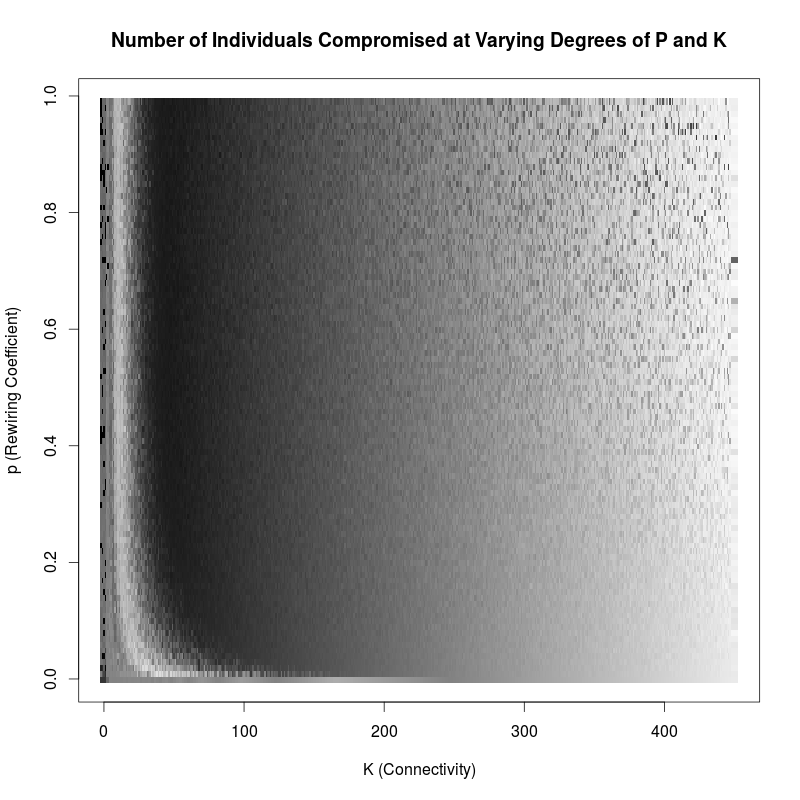 Number of Individuals Compromised at Varying Degrees of P and K
1.0
0.8
0.6
0.4
0.2
0.0
p (Rewiring Coefficient)
0 100 200 300 400
K (Connectivity)